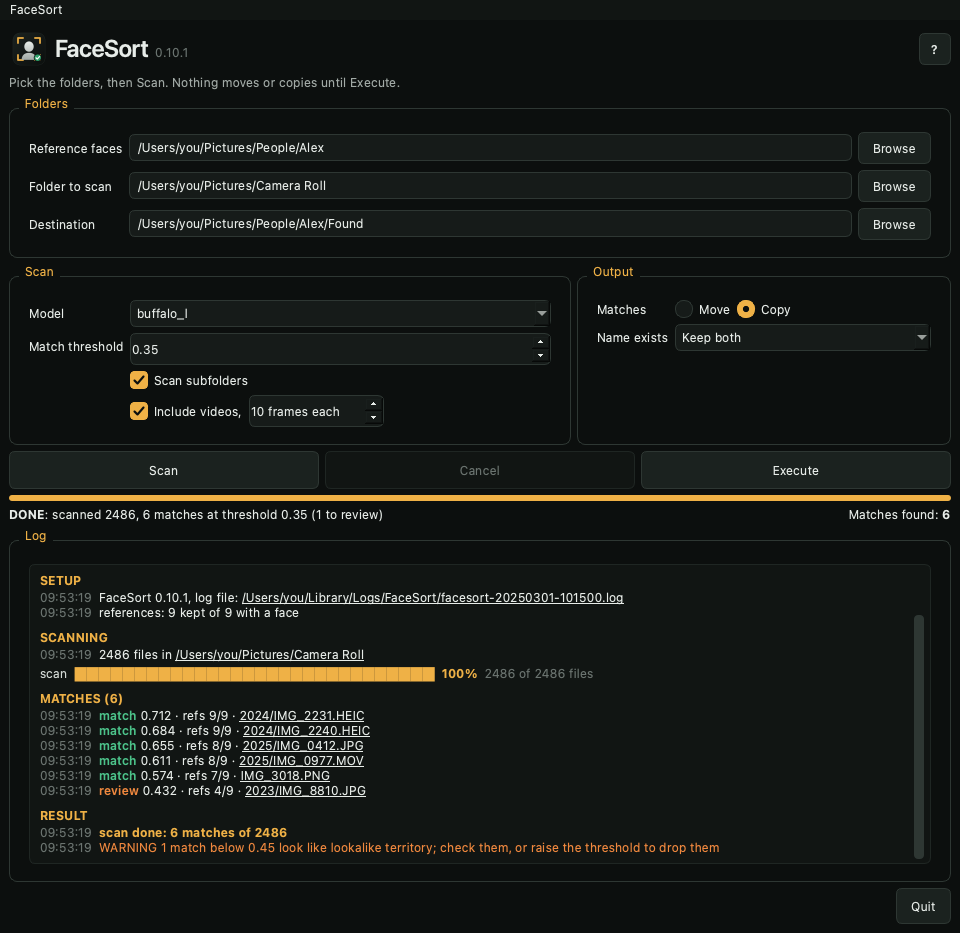 FaceSort
FaceSort 0.10.1
?
Pick the folders, then Scan. Nothing moves or copies until Execute.
Folders
Reference faces /Users/you/Pictures/People/Alex Browse
Folder to scan /Users/you/Pictures/Camera Roll Browse
Destination /Users/you/Pictures/People/Alex/Found Browse
Scan
Model buffalo_l
Match threshold 0.35
Scan subfolders
Include videos, 10 frames each
Output
Matches Move Copy
Name exists Keep both
Scan Cancel Execute
DONE: scanned 2486, 6 matches at threshold 0.35 (1 to review) Matches found: 6
Log
SETUP
09:53:19 FaceSort 0.10.1, log file: /Users/you/Library/Logs/FaceSort/facesort-20250301-101500.log
09:53:19 references: 9 kept of 9 with a face
SCANNING
09:53:19 2486 files in /Users/you/Pictures/Camera Roll
scan 100% 2486 of 2486 files
MATCHES (6)
09:53:19 match 0.712 · refs 9/9 · 2024/IMG_2231.HEIC
09:53:19 match 0.684 · refs 9/9 · 2024/IMG_2240.HEIC
09:53:19 match 0.655 · refs 8/9 · 2025/IMG_0412.JPG
09:53:19 match 0.611 · refs 8/9 · 2025/IMG_0977.MOV
09:53:19 match 0.574 · refs 7/9 · IMG_3018.PNG
09:53:19 review 0.432 · refs 4/9 · 2023/IMG_8810.JPG
RESULT
09:53:19 scan done: 6 matches of 2486
09:53:19 WARNING 1 match below 0.45 look like lookalike territory; check them, or raise the threshold to drop them
Quit